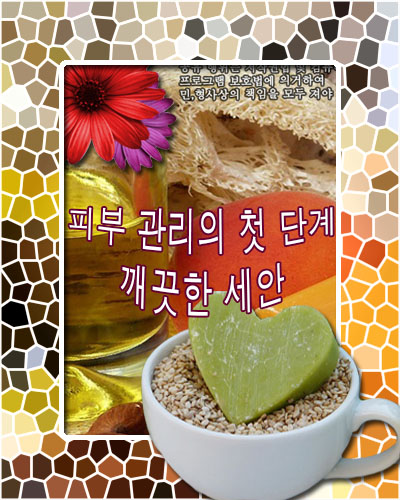 프로그램 보호법에 의거하여
민,형사상의 책임을 모두 져야
피부 관리의 첫 단계
깨끗한 세안